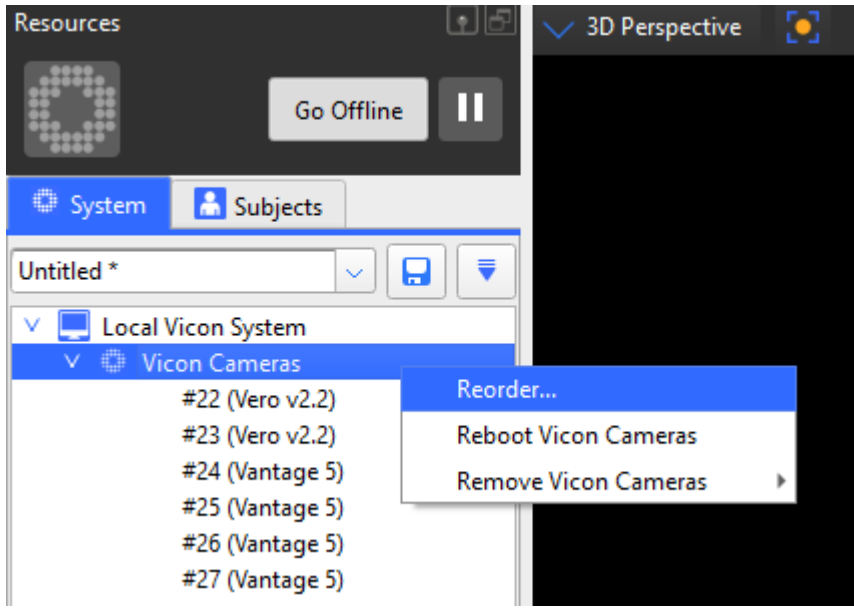 Resources
3D Perspective
Go Offline
System
Subjects
Untitled *
Local Vicon System
Vicon Cameras
#22 (Vero v2.2)
#23 (Vero v2.2)
#24 (Vantage 5)
#25 (Vantage 5)
#26 (Vantage 5)
#27 (Vantage 5)
Reorder...
Reboot Vicon Cameras
Remove Vicon Cameras